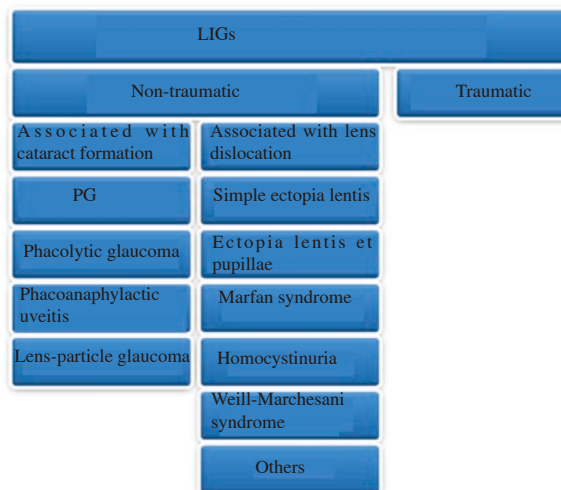 LIGs
Non-traumatic
Traumatic
Associated with
cataract formation
Associated with lens
dislocation
PG
Simple ectopia lentis
Phacolytic glaucoma
Ectopia lentis et
pupillae
Phacoanaphylactic
uveitis
Marfan syndrome
Lens-particle glaucoma
Homocystinuria
Weill-Marchesani
syndrome
Others